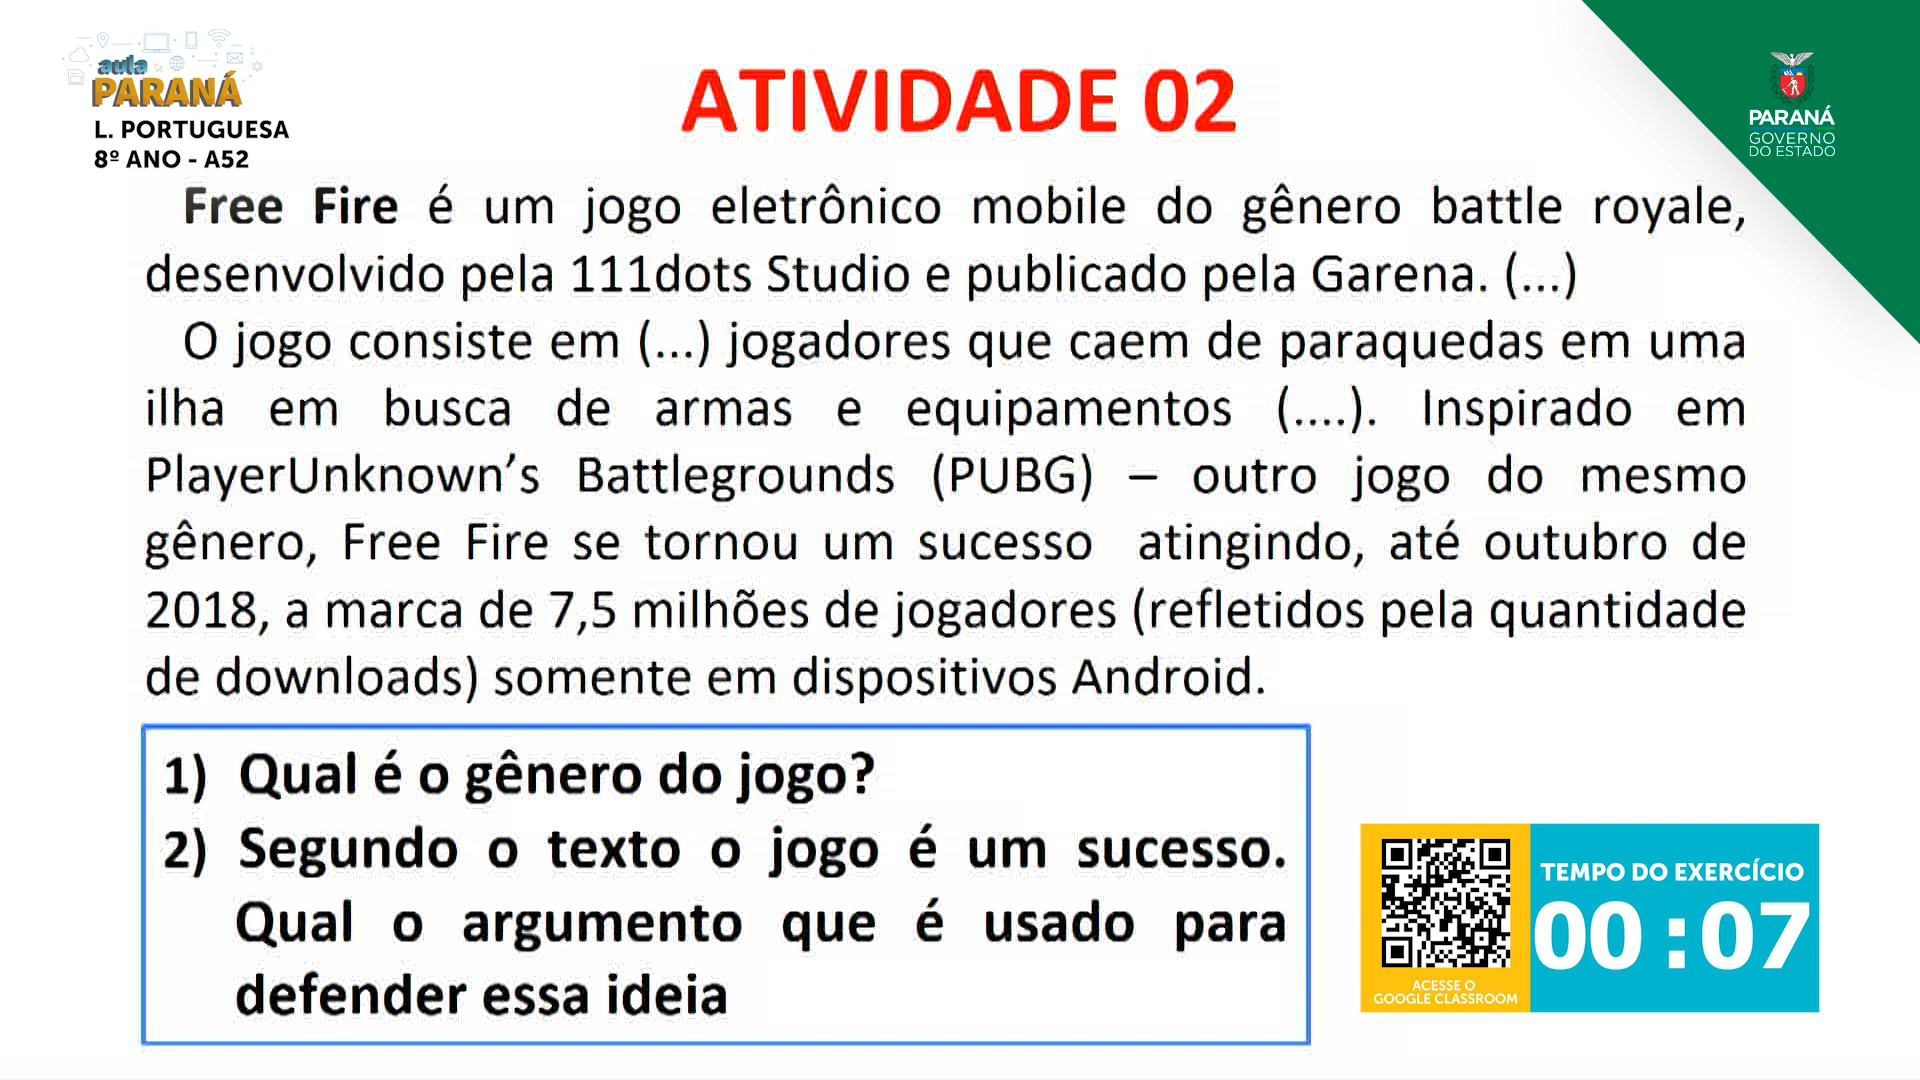 aula
PARANÁ
L. PORTUGUESA
8º ANO - A52
ATIVIDADE 02
PARANÁ
GOVERNO
DO ESTADO
Free Fire é um jogo eletrônico mobile do gênero battle royale,
desenvolvido pela 111dots Studio e publicado pela Garena. (...)
O jogo consiste em (...) jogadores que caem de paraquedas em uma
ilha em busca de armas e equipamentos (....). Inspirado em
PlayerUnknown’s Battlegrounds (PUBG) – outro jogo do mesmo
gênero, Free Fire se tornou um sucesso atingindo, até outubro de
2018, a marca de 7,5 milhões de jogadores (refletidos pela quantidade
de downloads) somente em dispositivos Android.
1) Qual é o gênero do jogo?
2) Segundo o texto o jogo é um sucesso.
Qual o argumento que é usado para
defender essa ideia
TEMPO DO EXERCÍCIO
00 :07
ACESSE O
GOOGLE CLASSROOM